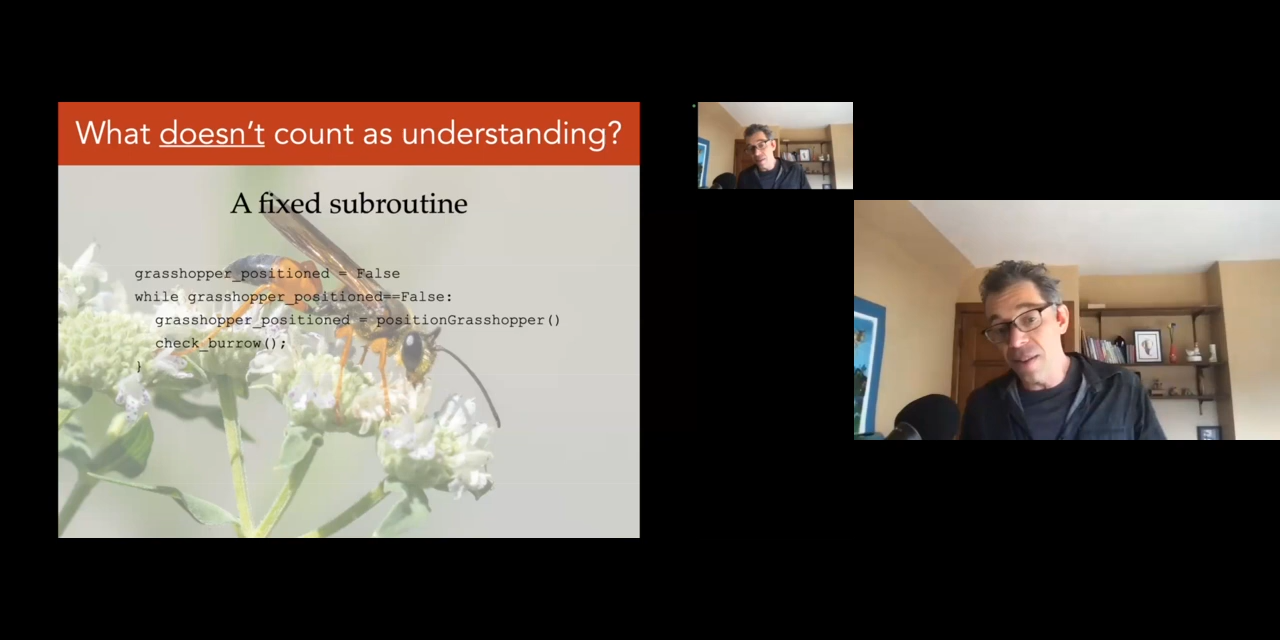 What doesn't count as understanding?
A fixed subroutine
grasshopper_positioned = False
while grasshopper_positioned==False:
grasshopper_positioned = positionGrasshopper()
check_burrow();
}